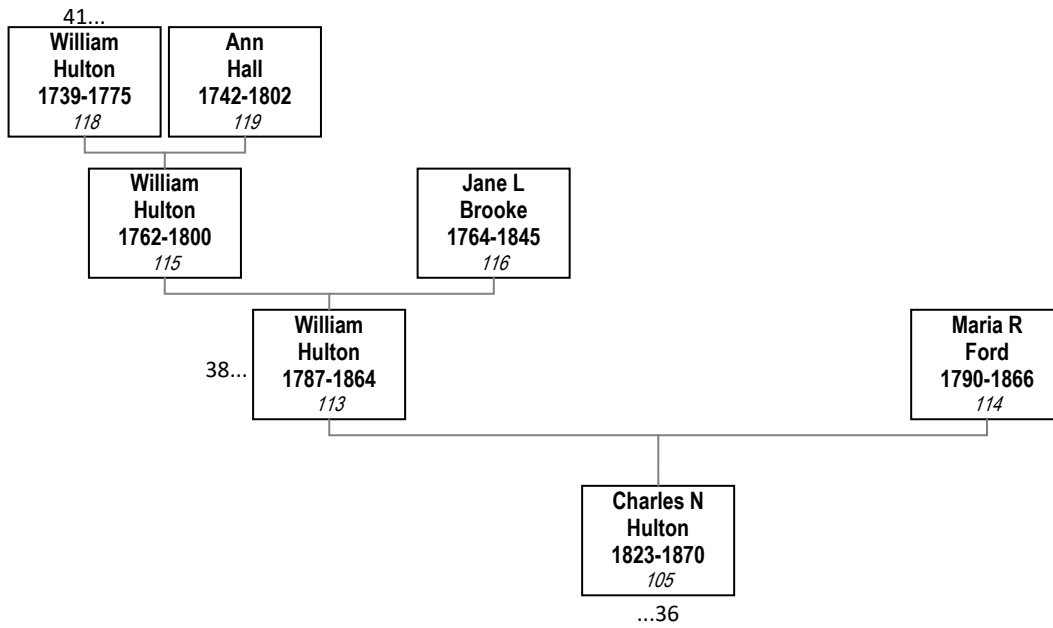 41...
William
Hulton
1739-1775
118
Ann
Hall
1742-1802
119
William
Hulton
1762-1800
115
Jane L
Brooke
1764-1845
116
38...
William
Hulton
1787-1864
113
Maria R
Ford
1790-1866
114
Charles N
Hulton
1823-1870
105
...36